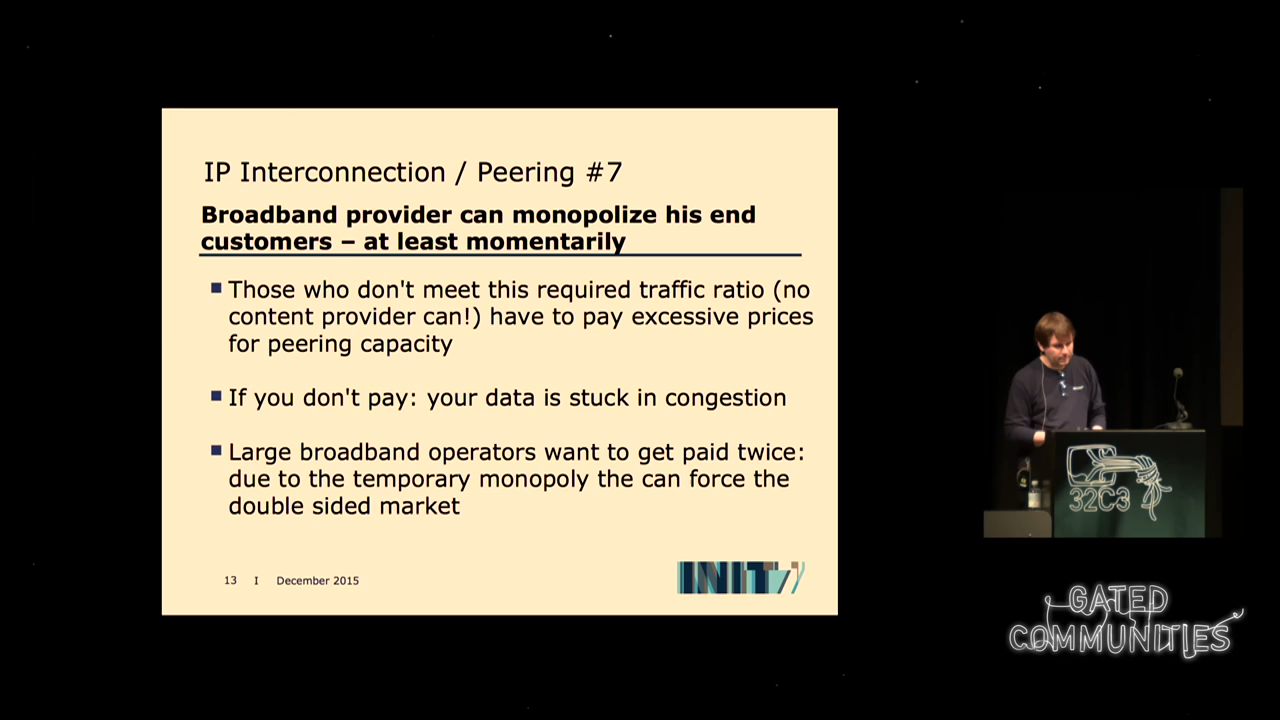 IP Interconnection / Peering #7
Broadband provider can monopolize his end
customers – at least momentarily
Those who don't meet this required traffic ratio (no
content provider can!) have to pay excessive prices
for peering capacity
If you don't pay: your data is stuck in congestion
Large broadband operators want to get paid twice:
due to the temporary monopoly the can force the
double sided market
13 I December 2015
INIT7
32C3
GATED
COMMUNITIES